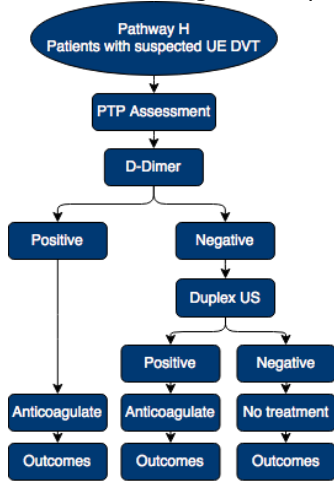 Pathway H
Patients with suspected UE DVT
PTP Assessment
D-Dimer
Positive
Negative
Duplex US
Positive
Negative
Anticoagulate
Anticoagulate
No treatment
Outcomes
Outcomes
Outcomes